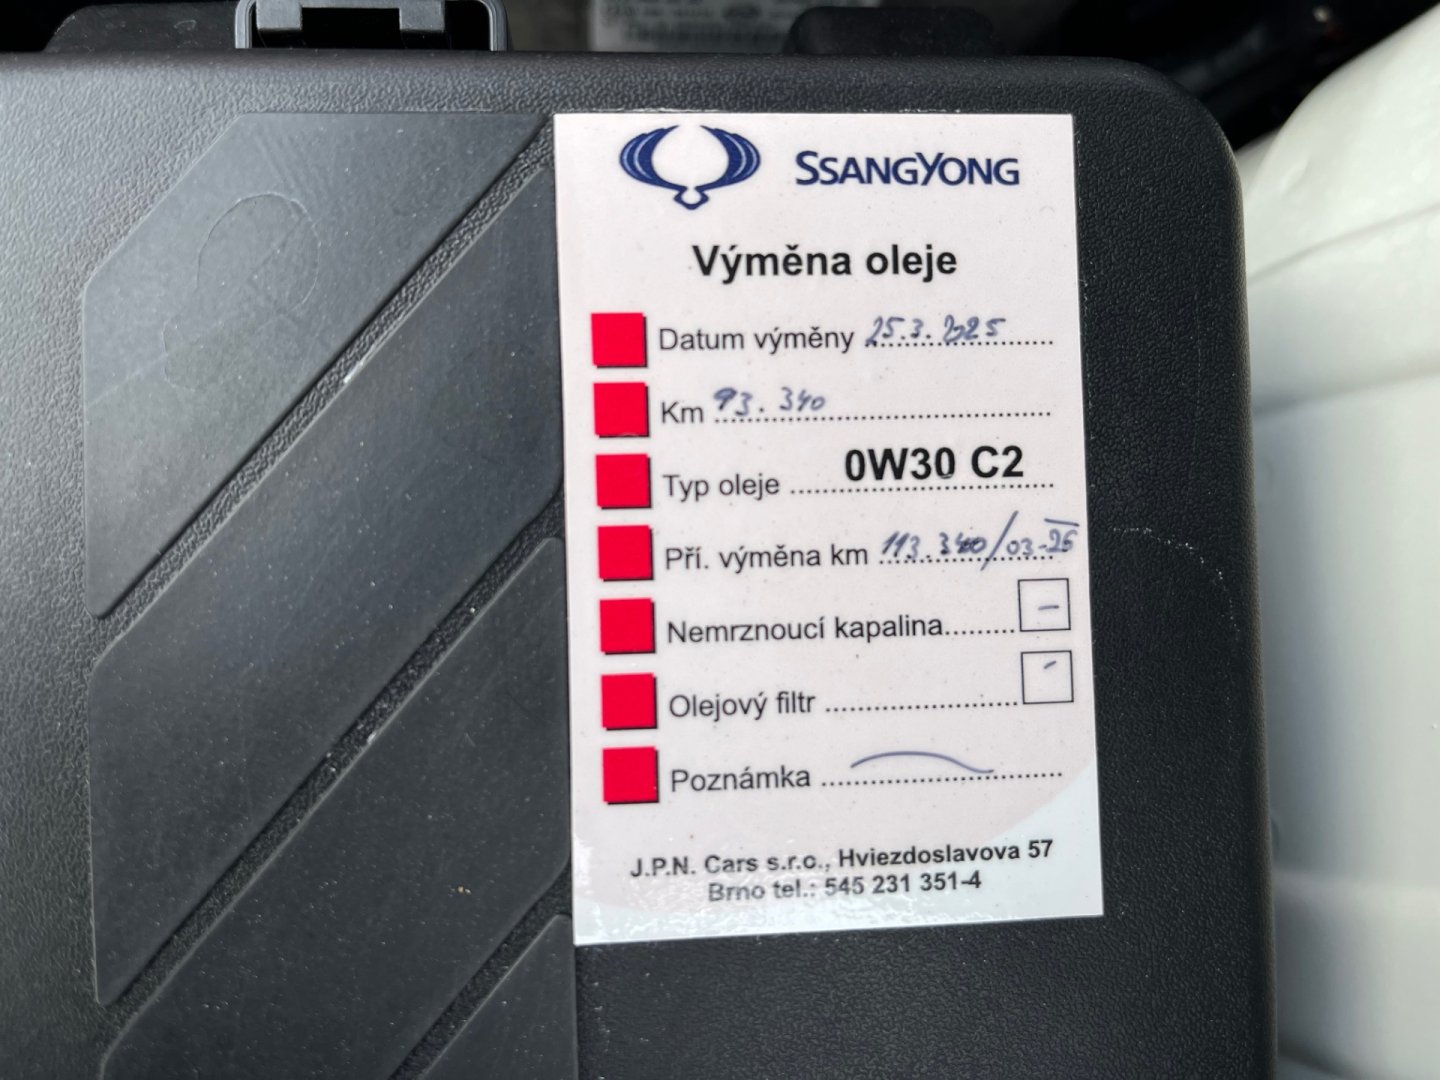 SSANGYONG
Výměna oleje
Datum výměny 25.3.2025
Km 93.340
Typ oleje 0W30 C2
Pří. výměna km 113.340/03-26
Nemrznoucí kapalina -
Olejový filtr -
Poznámka
J.P.N. Cars s.r.o., Hviezdoslavova 57
Brno tel.: 545 231 351-4